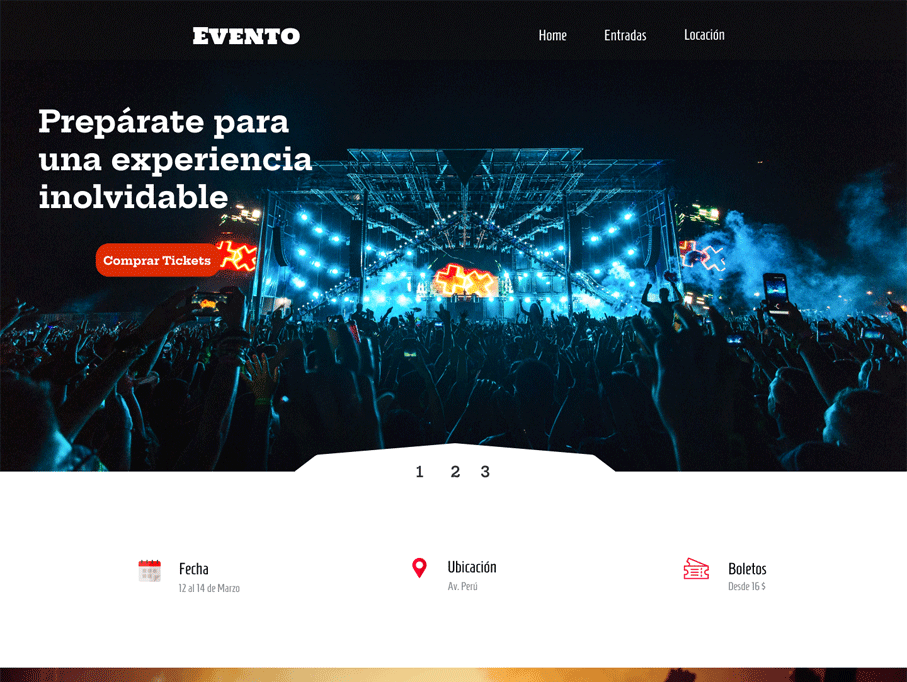 Evento
Home Entradas Locación
Prepárate para
una experiencia
inolvidable
Comprar Tickets
1 2 3
Fecha
12 al 14 de Marzo
Ubicación
Av. Perú
Boletos
Desde 16 $